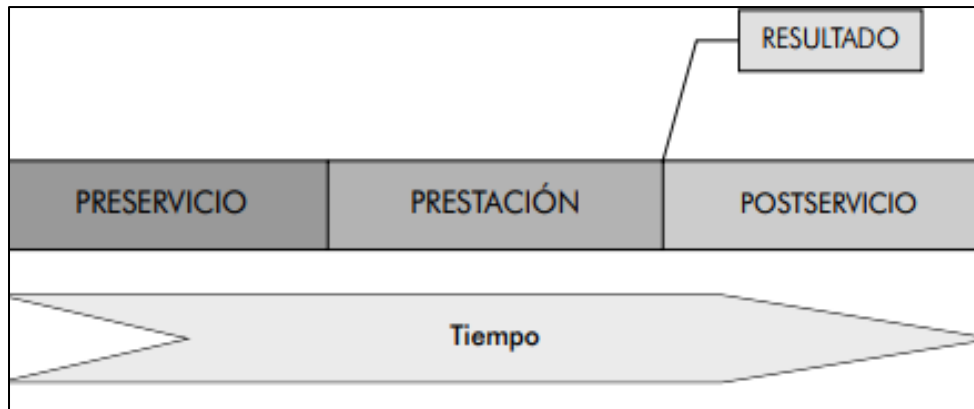 RESULTADO
PRESERVICIO
PRESTACIÓN
POSTSERVICIO
Tiempo